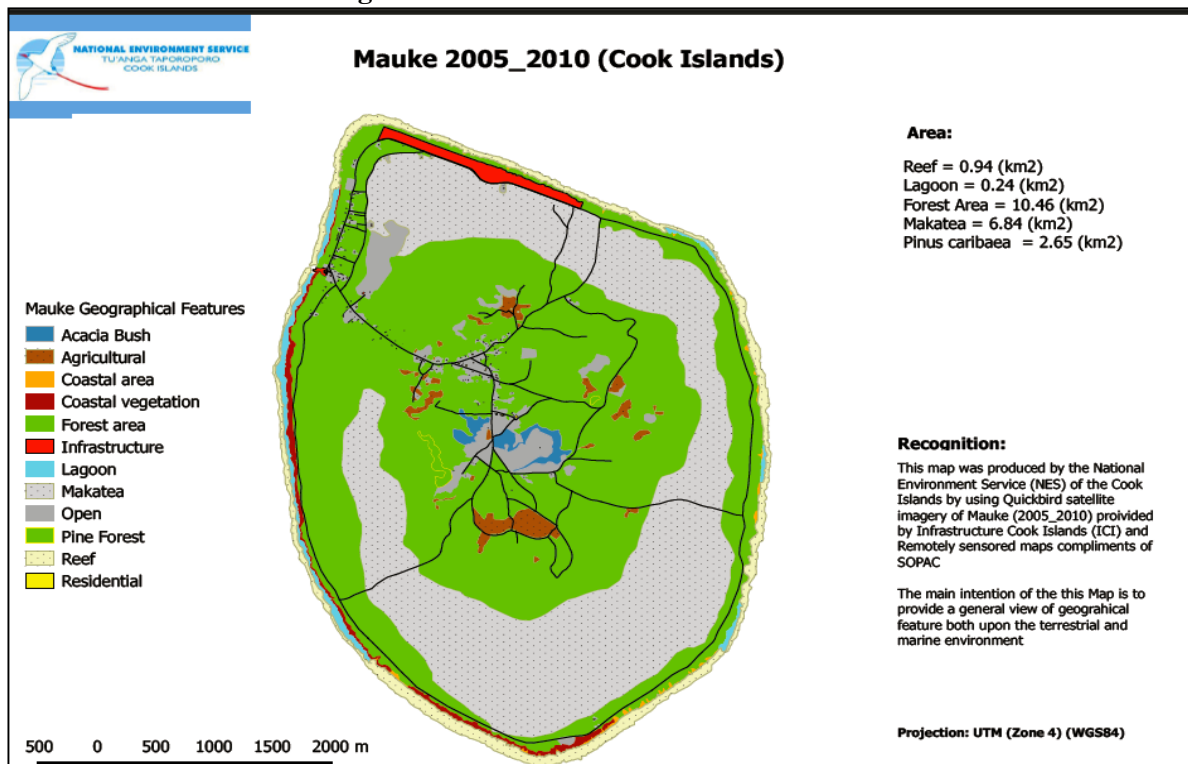 NATIONAL ENVIRONMENT SERVICE
TU'ANGA TAPOROPORO
COOK ISLANDS
Mauke 2005_2010 (Cook Islands)
Area:
Reef = 0.94 (km2)
Lagoon = 0.24 (km2)
Forest Area = 10.46 (km2)
Makatea = 6.84 (km2)
Pinus caribaea = 2.65 (km2)
Mauke Geographical Features
Acacia Bush
Agricultural
Coastal area
Coastal vegetation
Forest area
Infrastructure
Lagoon
Makatea
Open
Pine Forest
Reef
Residential
Recognition:
This map was produced by the National
Environment Service (NES) of the Cook
Islands by using Quickbird satellite
imagery of Mauke (2005_2010) proivided
by Infrastructure Cook Islands (ICI) and
Remotely sensored maps compliments of
SOPAC
The main intention of the this Map is to
provide a general view of geograhical
feature both upon the terrestrial and
marine environment
Projection: UTM (Zone 4) (WGS84)
500 0 500 1000 1500 2000 m